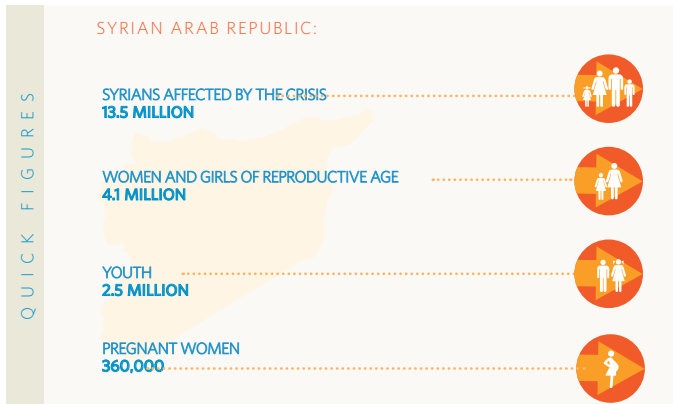 QUICK FIGURES
SYRIAN ARAB REPUBLIC:
SYRIANS AFFECTED BY THE CRISIS
13.5 MILLION
WOMEN AND GIRLS OF REPRODUCTIVE AGE
4.1 MILLION
YOUTH
2.5 MILLION
PREGNANT WOMEN
360,000